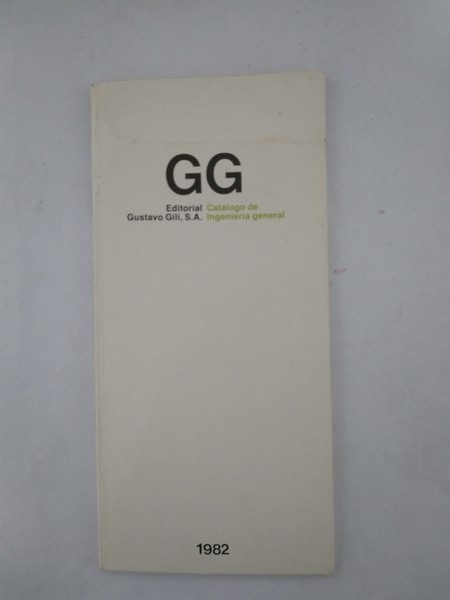 GG
Editorial Catálogo de
Gustavo Gili, S.A. Ingeniería general
1982